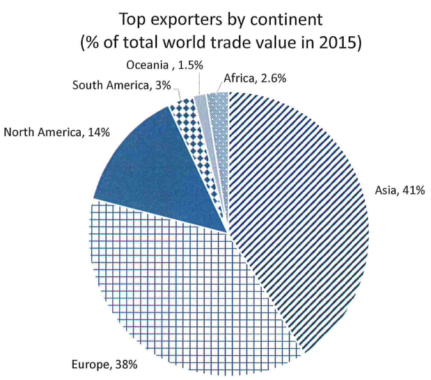 Top exporters by continent
(% of total world trade value in 2015)
Oceania , 1.5%
South America, 3%
Africa, 2.6%
North America, 14%
Asia, 41%
Europe, 38%